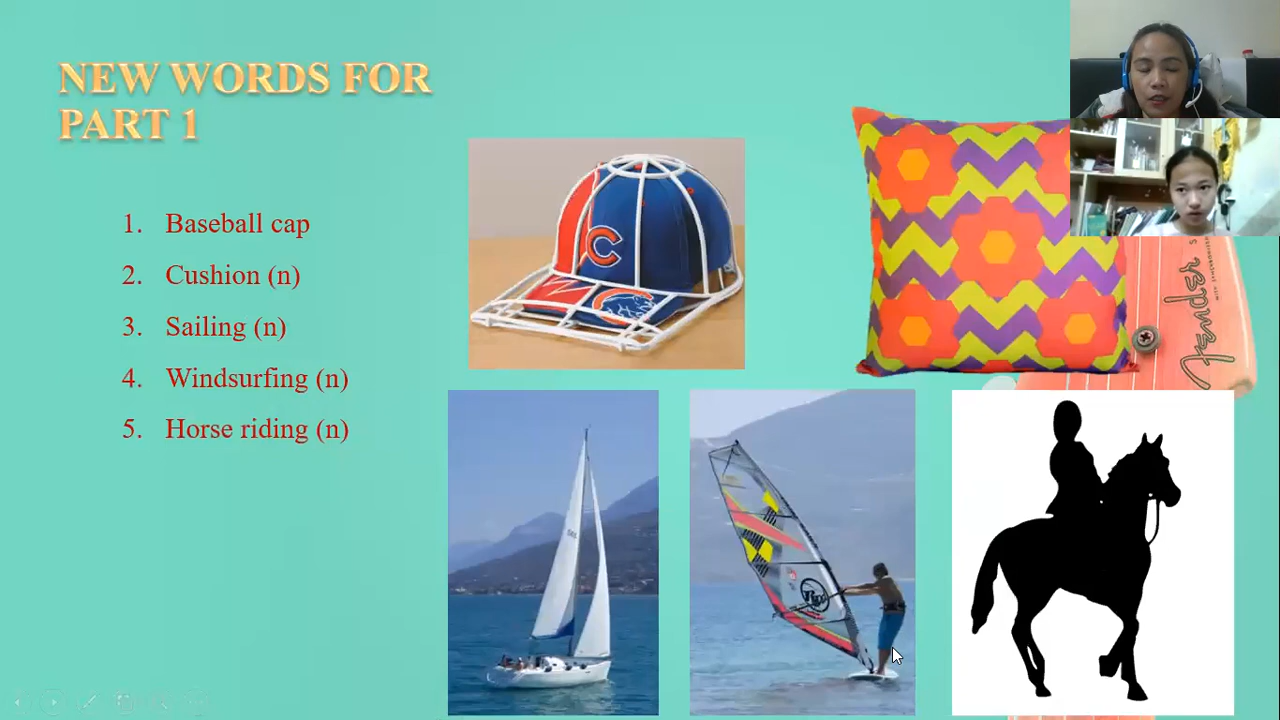 NEW WORDS FOR
PART 1
1. Baseball cap
2. Cushion (n)
3. Sailing (n)
4. Windsurfing (n)
5. Horse riding (n)
C
Fender